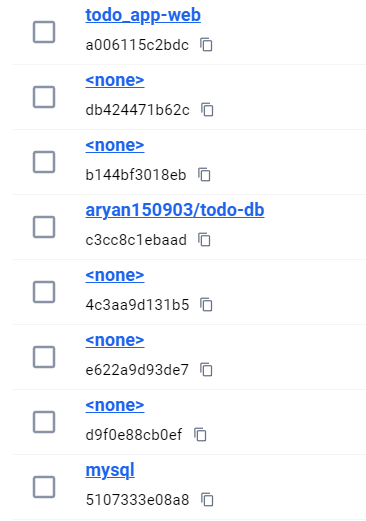 todo_app-web
a006115c2bdc
<none>
db424471b62c
<none>
b144bf3018eb
aryan150903/todo-db
c3cc8c1ebaad
<none>
4c3aa9d131b5
<none>
e622a9d93de7
<none>
d9f0e88cb0ef
mysql
5107333e08a8